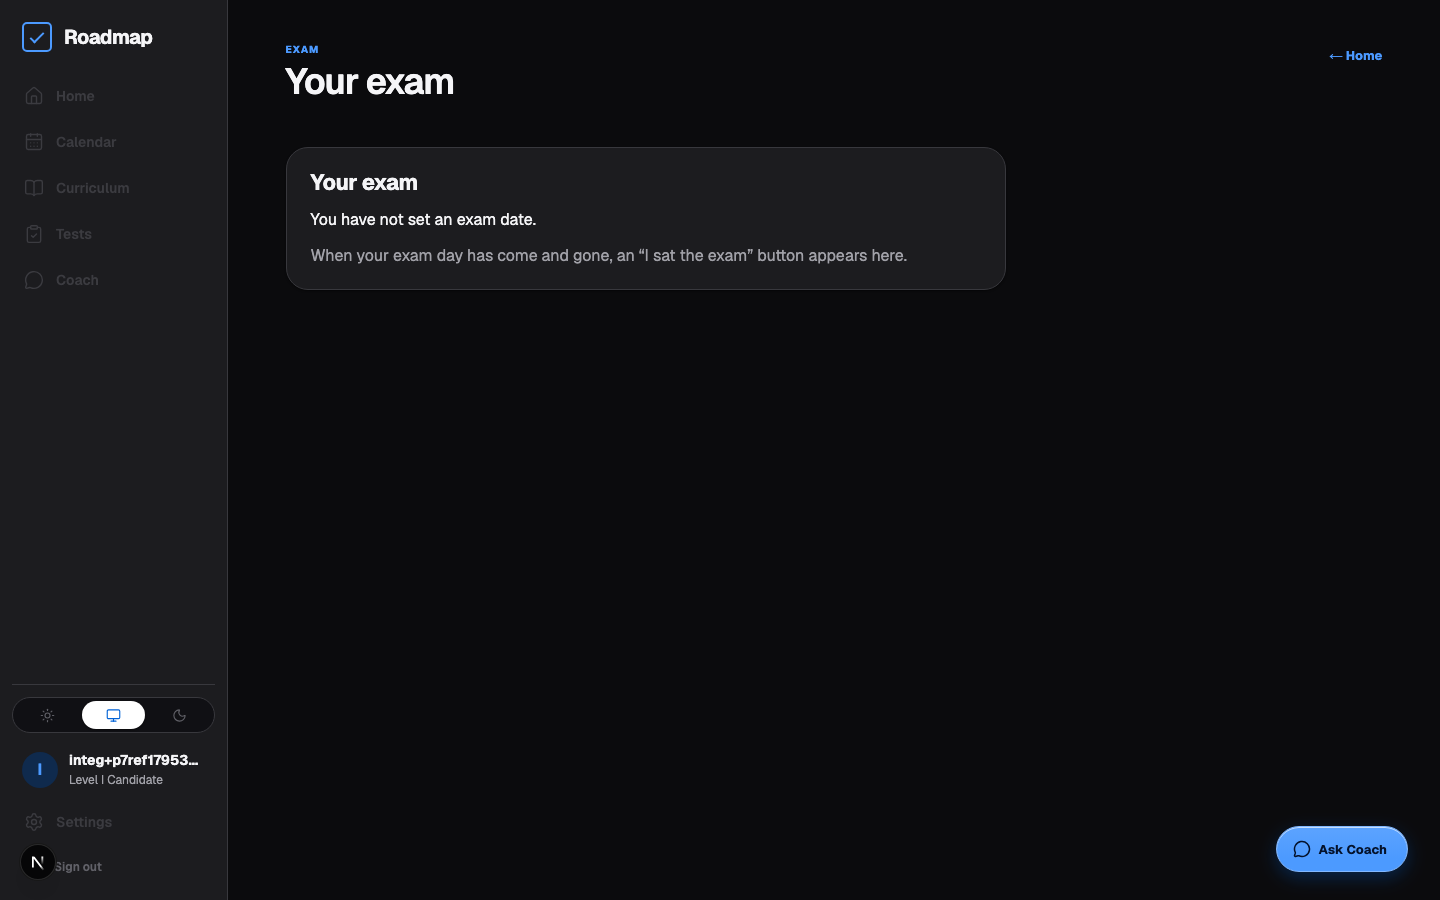 Roadmap
Home
Calendar
Curriculum
Tests
Coach
EXAM
Your exam
← Home
Your exam
You have not set an exam date.
When your exam day has come and gone, an “I sat the exam” button appears here.
I
integ+p7ref17953...
Level I Candidate
Settings
N
Sign out
Ask Coach